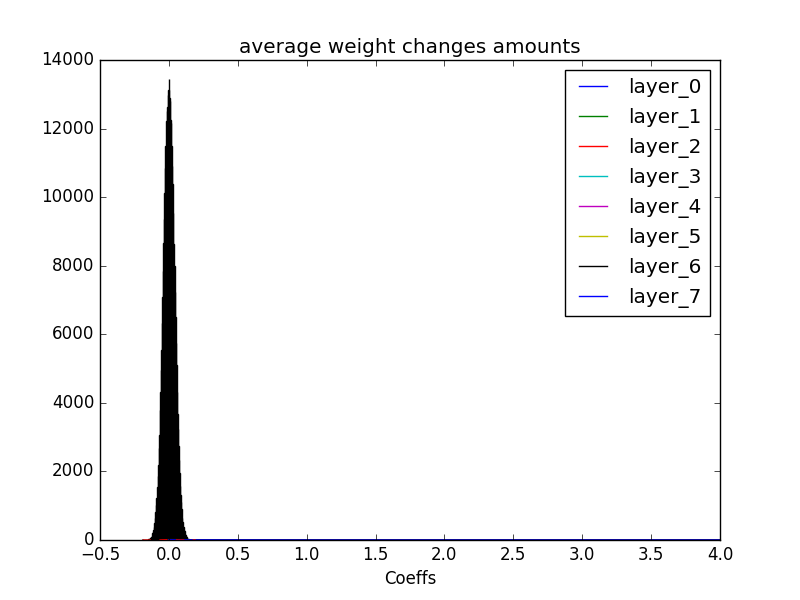 average weight changes amounts
14000
12000
10000
8000
6000
4000
2000
0
−0.5 0.0 0.5 1.0 1.5 2.0 2.5 3.0 3.5 4.0
Coeffs
layer_0
layer_1
layer_2
layer_3
layer_4
layer_5
layer_6
layer_7